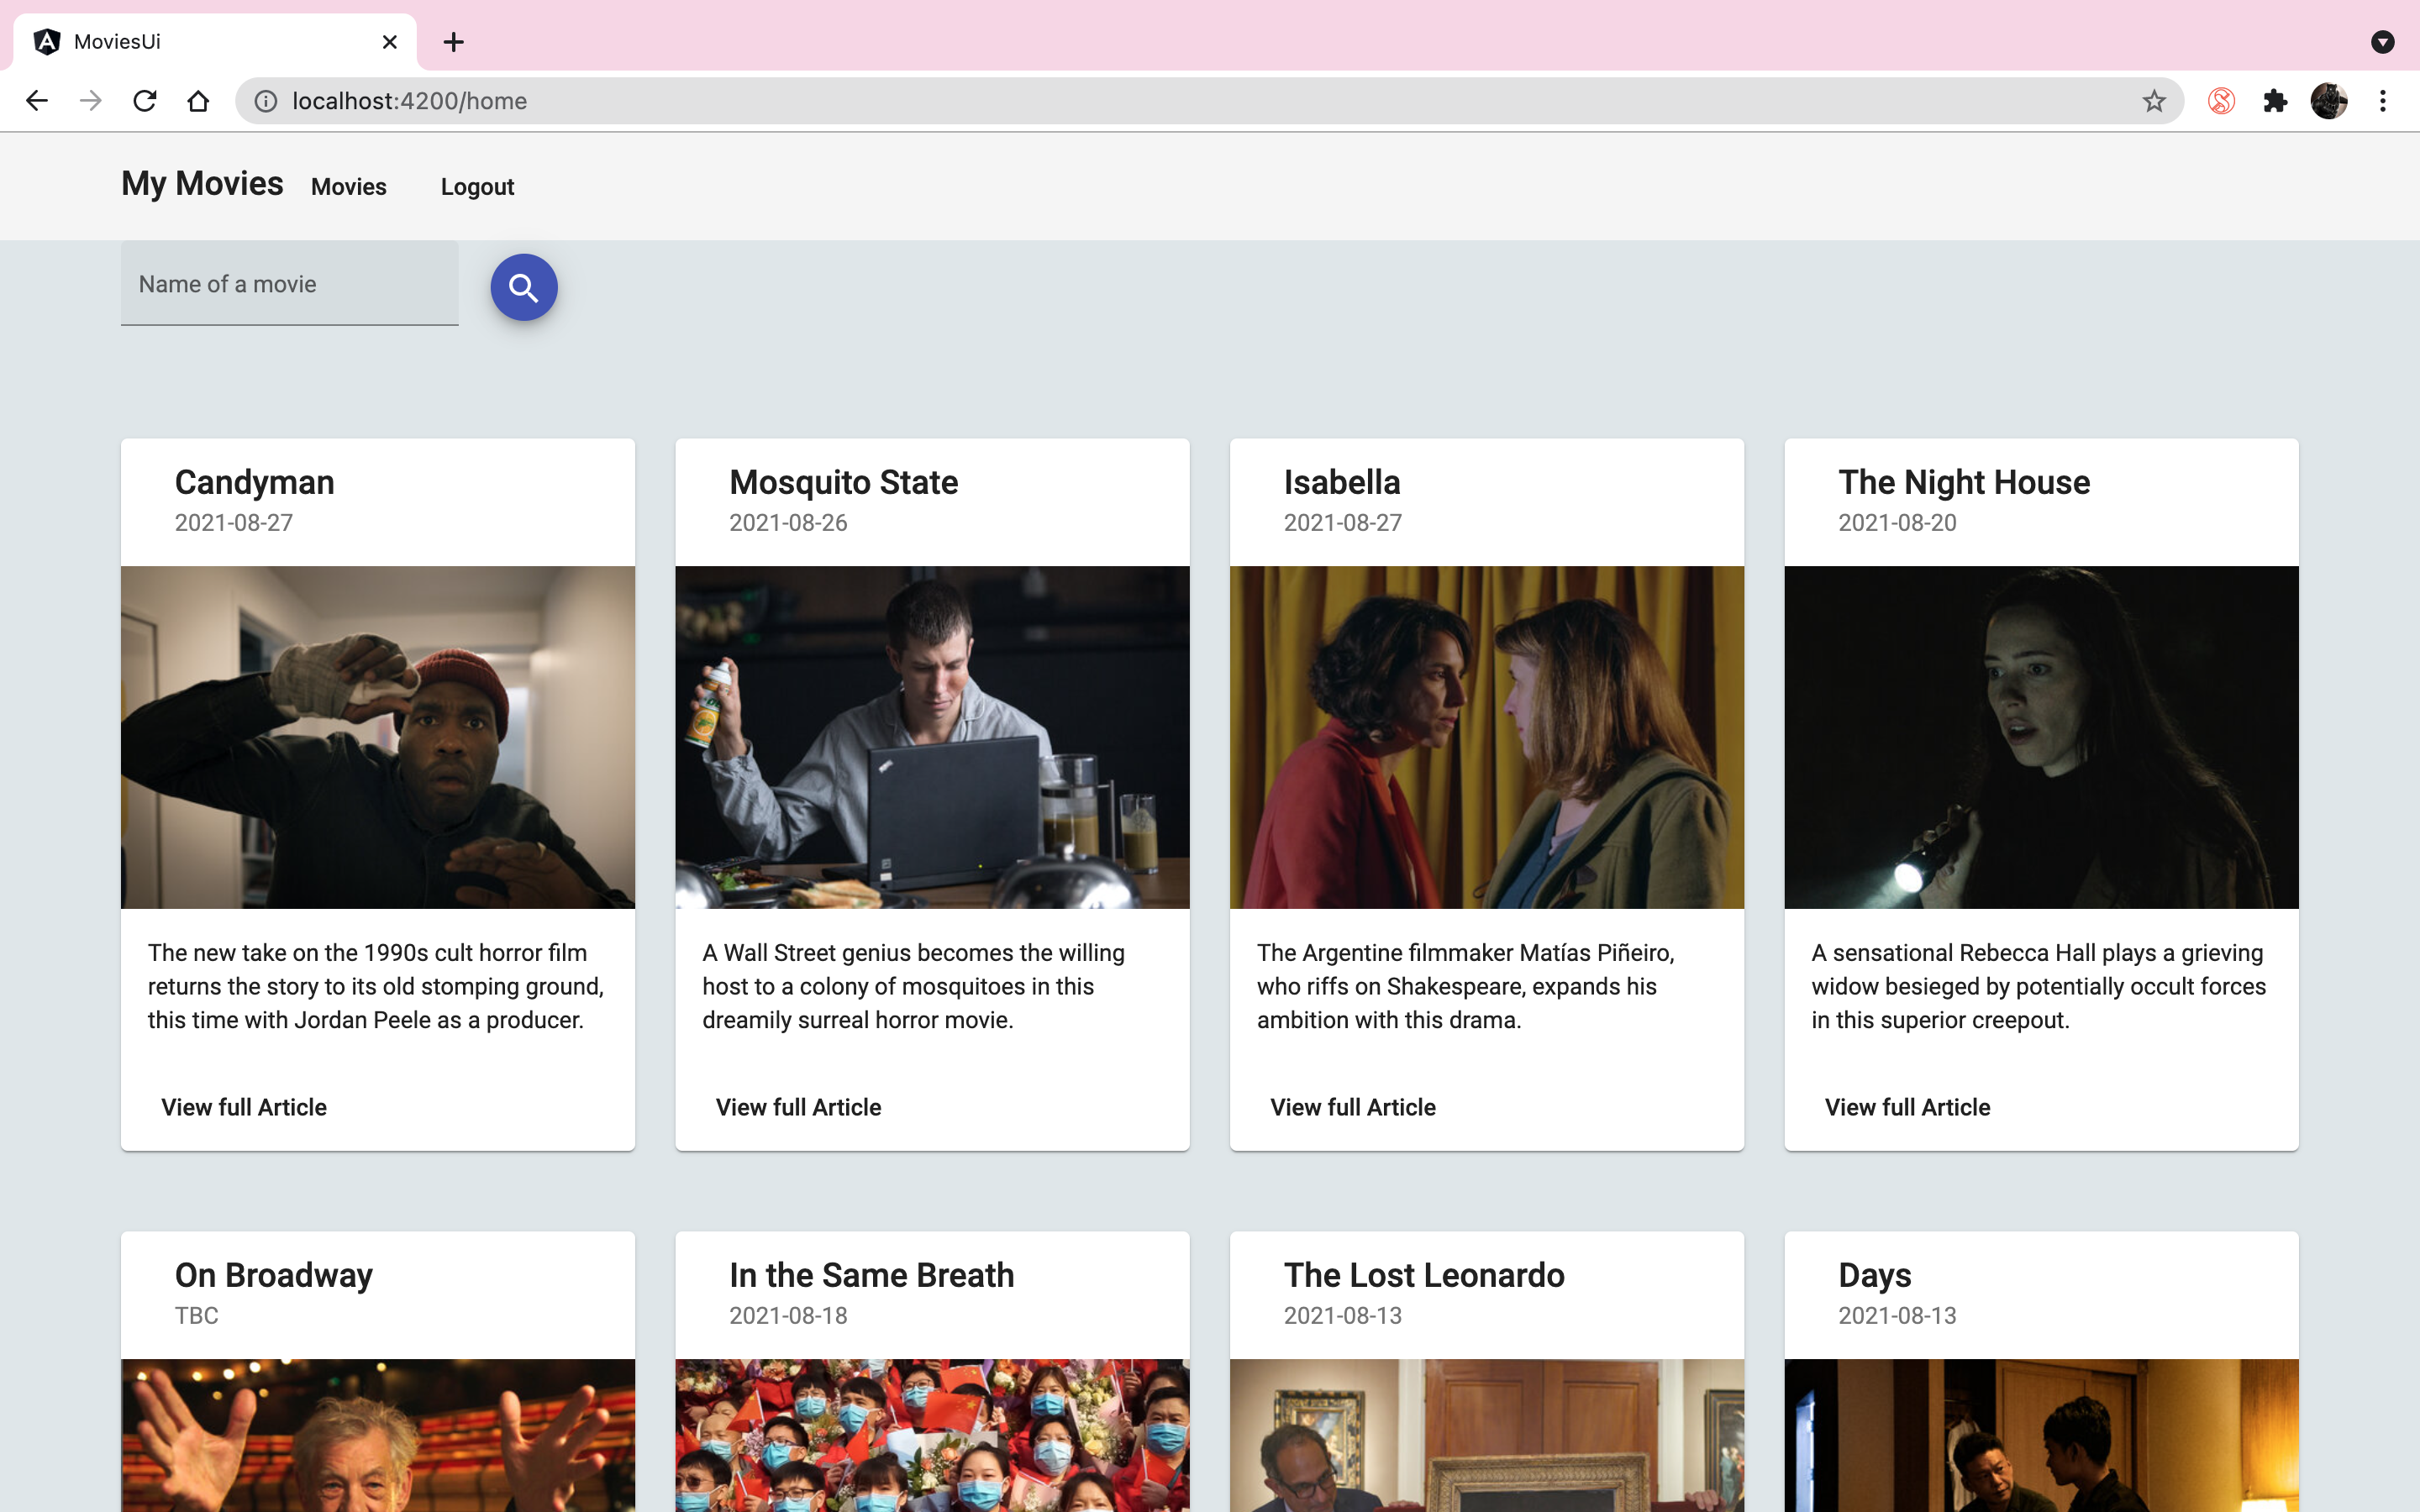 MoviesUi
localhost:4200/home
My Movies Movies Logout
Name of a movie
Candyman
2021-08-27
The new take on the 1990s cult horror film
returns the story to its old stomping ground,
this time with Jordan Peele as a producer.
View full Article
Mosquito State
2021-08-26
A Wall Street genius becomes the willing
host to a colony of mosquitoes in this
dreamily surreal horror movie.
View full Article
Isabella
2021-08-27
The Argentine filmmaker Matías Piñeiro,
who riffs on Shakespeare, expands his
ambition with this drama.
View full Article
The Night House
2021-08-20
A sensational Rebecca Hall plays a grieving
widow besieged by potentially occult forces
in this superior creepout.
View full Article
On Broadway
TBC
In the Same Breath
2021-08-18
The Lost Leonardo
2021-08-13
Days
2021-08-13